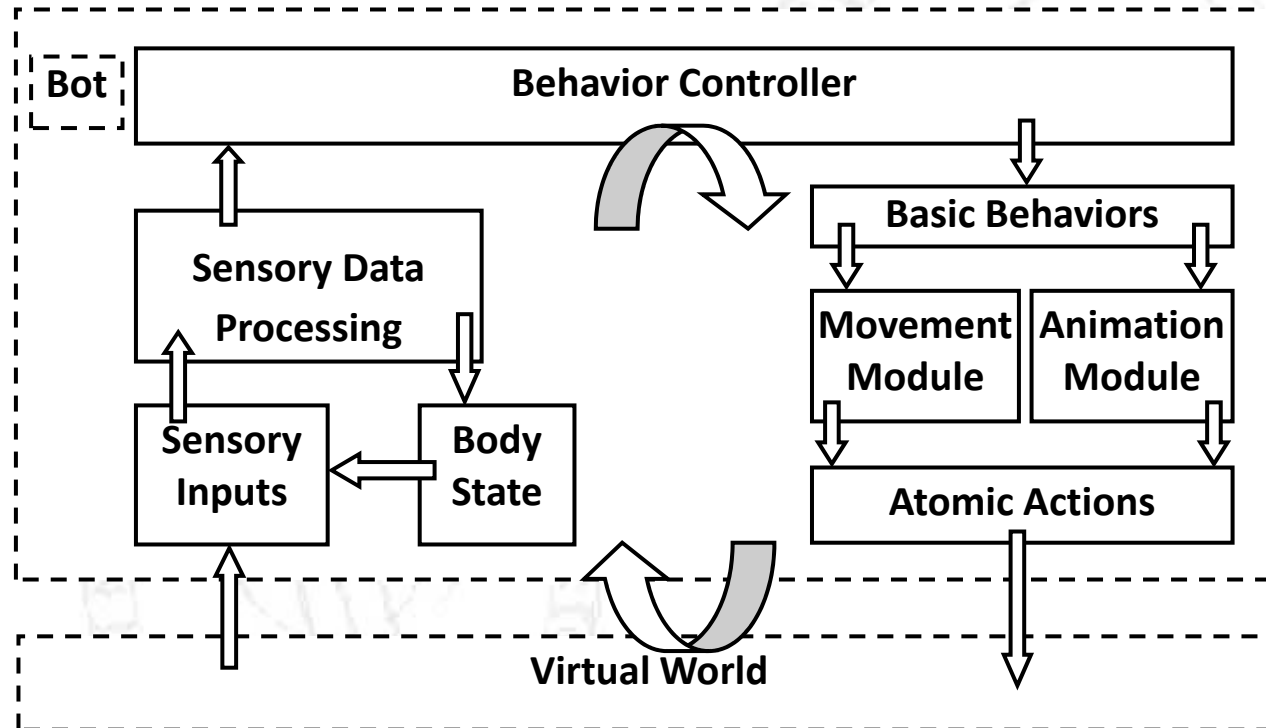 Bot
Behavior Controller
Basic Behaviors
Sensory Data
Processing
Movement
Module
Animation
Module
Sensory
Inputs
Body
State
Atomic Actions
Virtual World